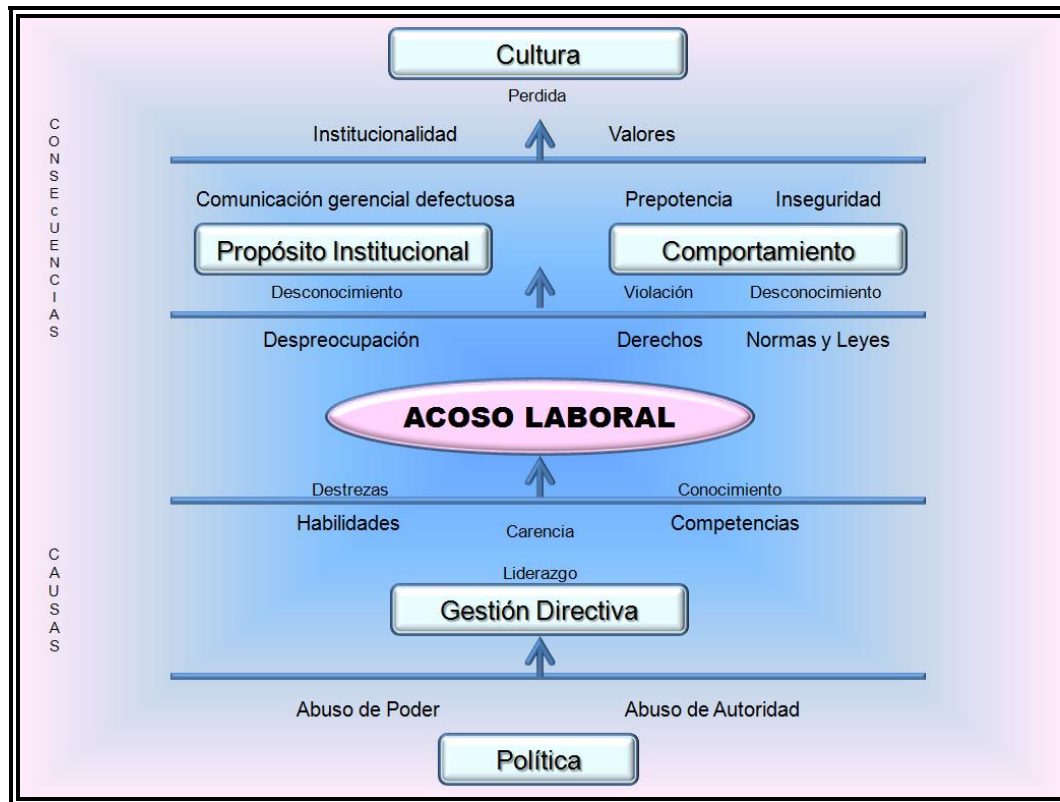 Cultura
Perdida
Institucionalidad Valores
CONSEcUENCIAS
Comunicación gerencial defectuosa Prepotencia Inseguridad
Propósito Institucional Comportamiento
Desconocimiento Violación Desconocimiento
Despreocupación Derechos Normas y Leyes
ACOSO LABORAL
Destrezas Conocimiento
Habilidades Carencia Competencias
CAUSAS
Liderazgo
Gestión Directiva
Abuso de Poder Abuso de Autoridad
Política